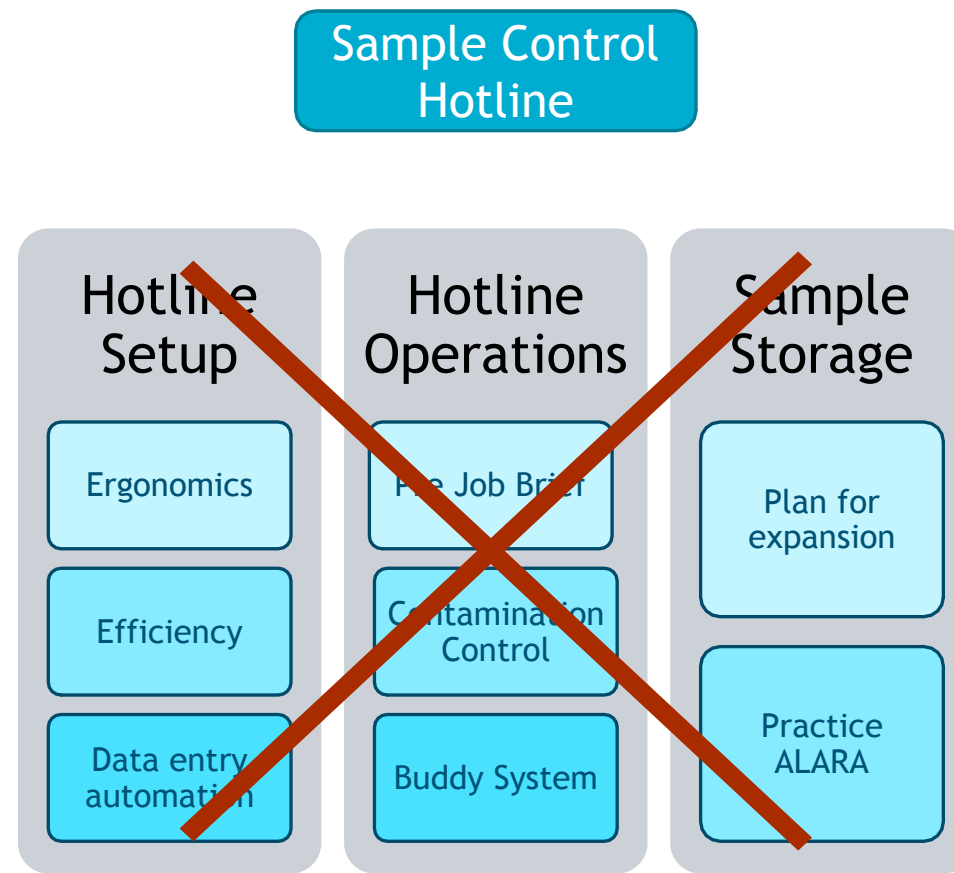 Sample Control
Hotline
Hotline
Setup
Ergonomics
Efficiency
Data entry
automation
Hotline
Operations
Pre Job Brief
Contamination
Control
Buddy System
Sample
Storage
Plan for
expansion
Practice
ALARA